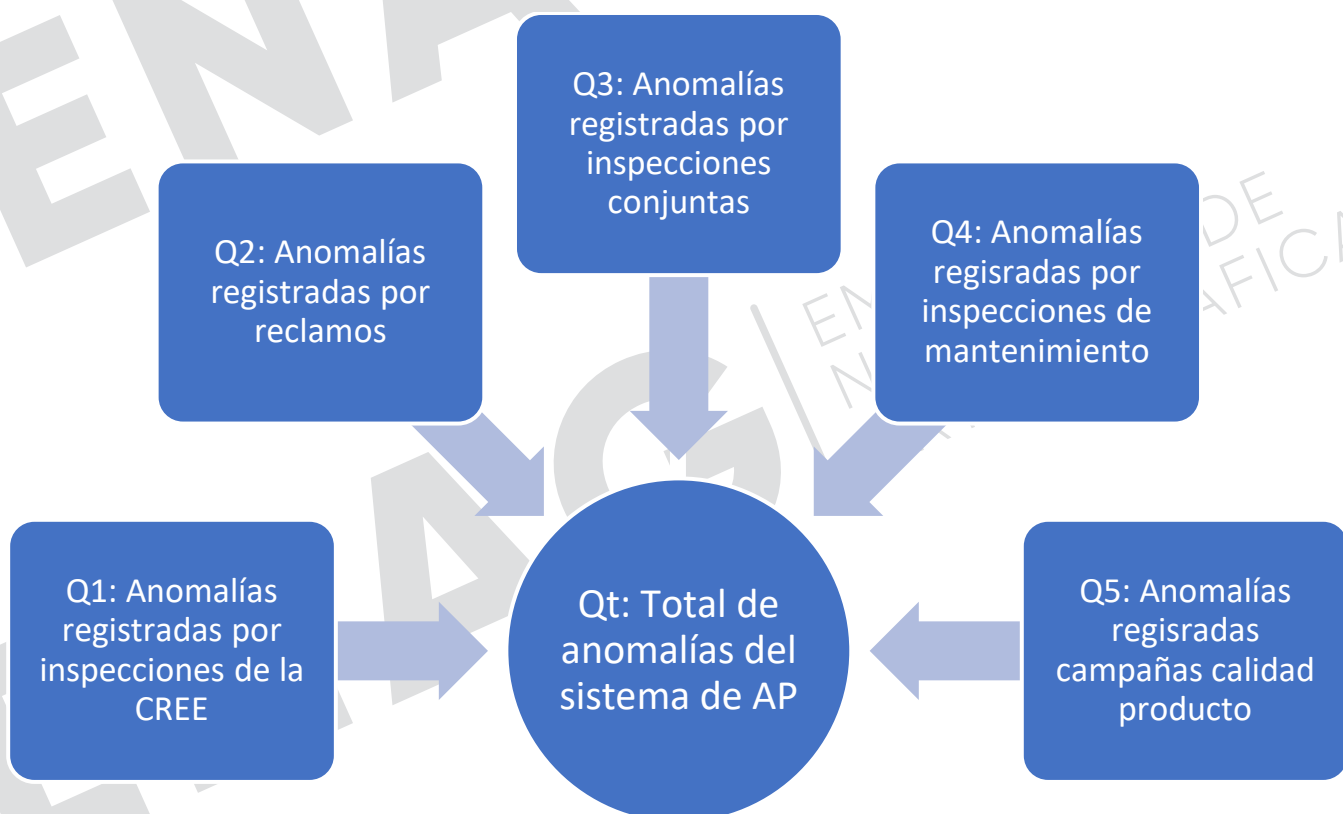 Q3: Anomalías
registradas por
inspecciones
conjuntas
Q2: Anomalías
registradas por
reclamos
Q4: Anomalías
regisradas por
inspecciones de
mantenimiento
Q1: Anomalías
registradas por
inspecciones de la
CREE
Qt: Total de
anomalías del
sistema de AP
Q5: Anomalías
regisradas
campañas calidad
producto
DE